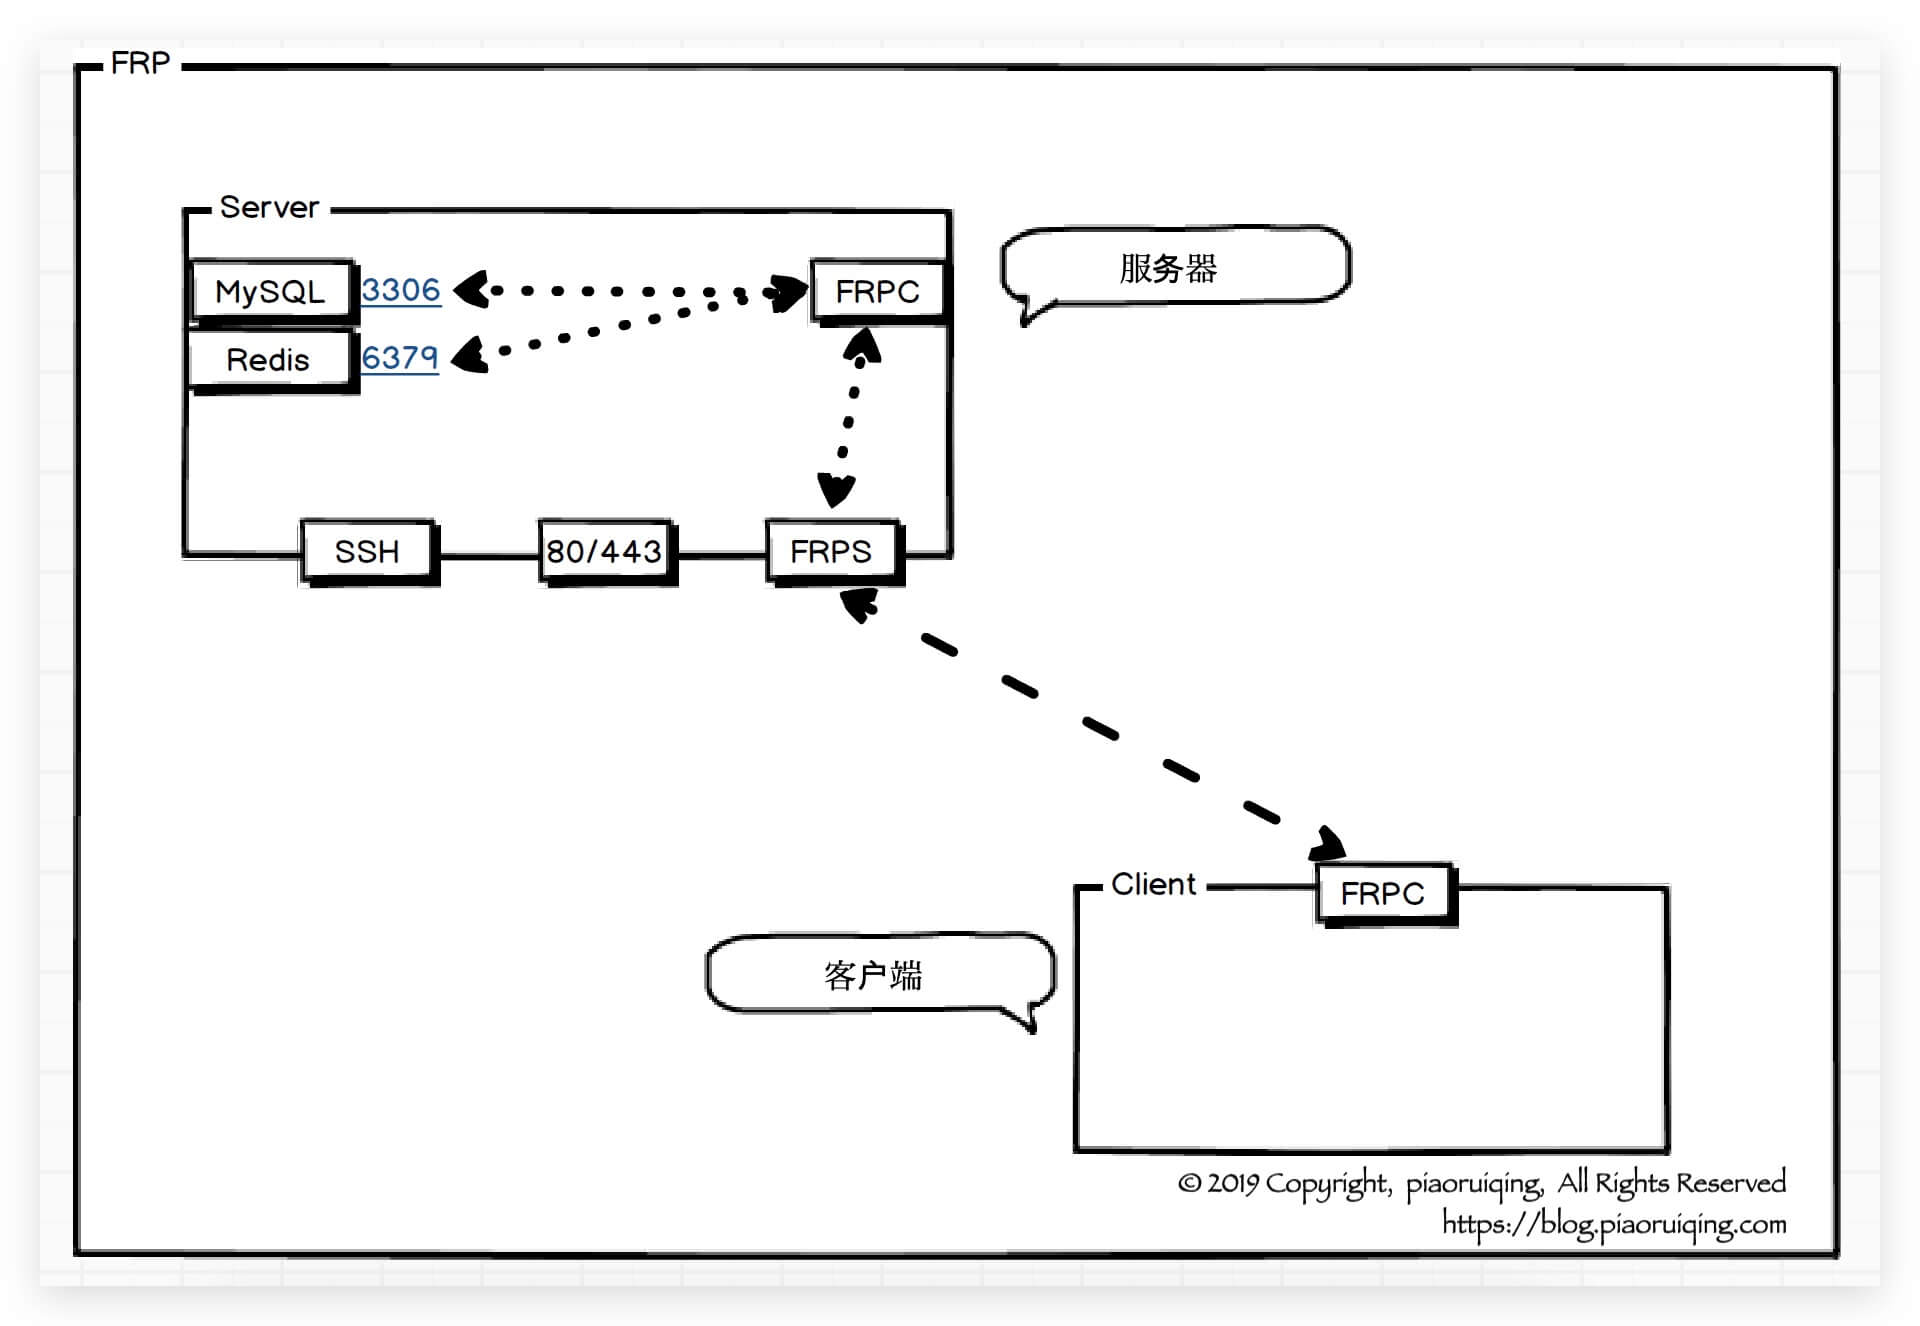 FRP
Server
MySQL 3306
FRPC
服务器
Redis 6379
SSH
80/443
FRPS
Client
FRPC
客户端
© 2019 Copyright, piaoruiqing, All Rights Reserved
https://blog.piaoruiqing.com